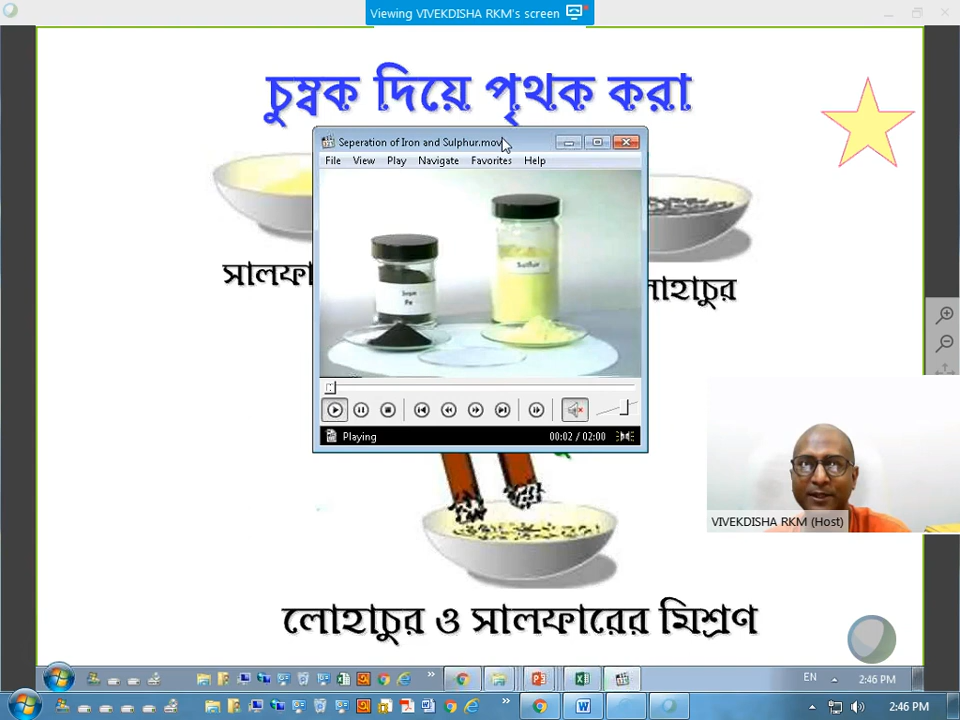 Viewing VIVEKDISHA RKM's screen
চুম্বক দিয়ে পৃথক করা
Seperation of Iron and Sulphur.mov
File View Play Navigate Favorites Help
Iron
Fe
Sulfur
সালফা
লোহাচুর
Playing 00:02 / 02:00
VIVEKDISHA RKM (Host)
লোহাচুর ও সালফারের মিশ্রণ
EN 2:46 PM
2:46 PM